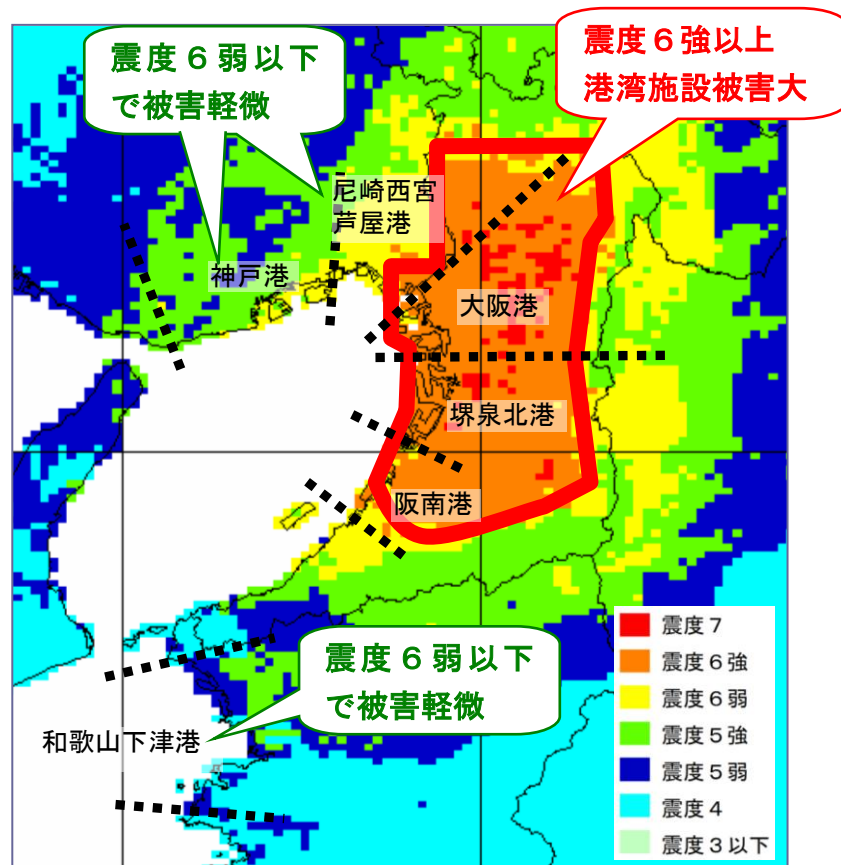 震度６弱以下
で被害軽微
震度６強以上
港湾施設被害大
尼崎西宮
芦屋港
神戸港
大阪港
堺泉北港
阪南港
震度６弱以下
で被害軽微
和歌山下津港
震度７
震度６強
震度６弱
震度５強
震度５弱
震度４
震度３以下